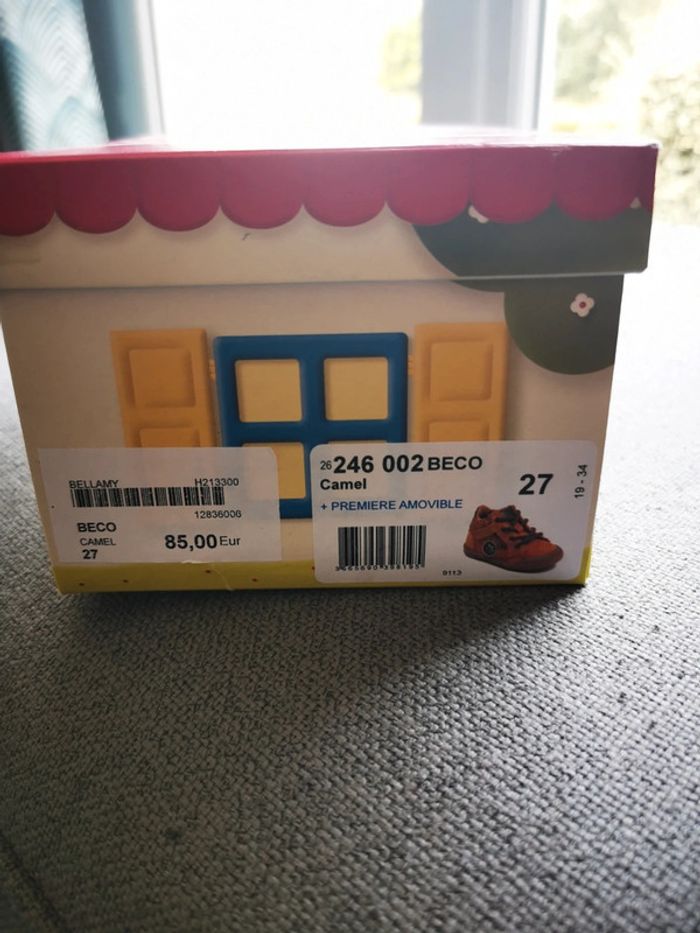 BELLAMY H213300
12836006
BECO
CAMEL 85,00 Eur
27
26 246 002 BECO
Camel 27
+ PREMIERE AMOVIBLE
19 - 34
0113